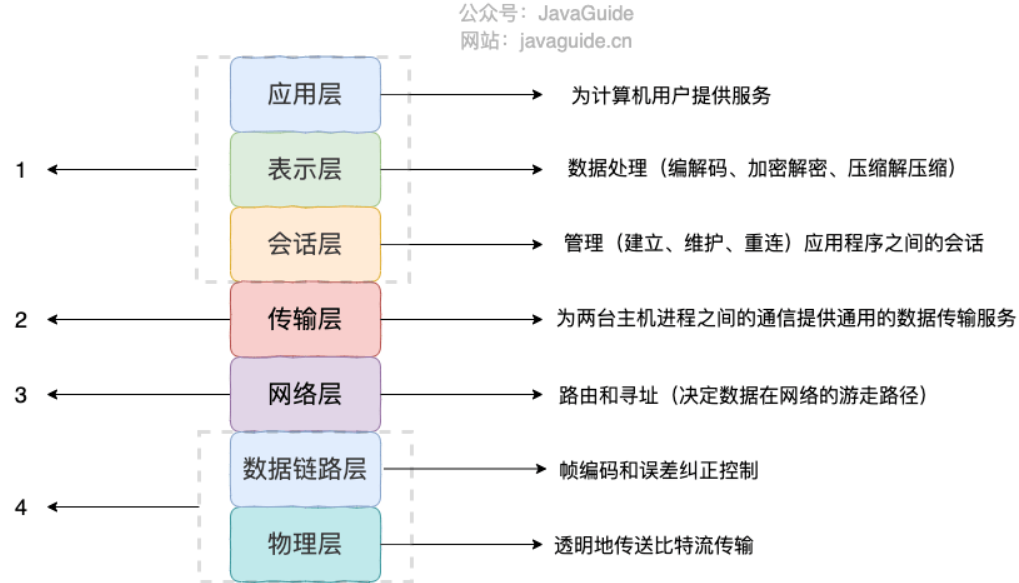 公众号：JavaGuide
网站：javaguide.cn
应用层
为计算机用户提供服务
1
表示层
数据处理（编解码、加密解密、压缩解压缩）
会话层
管理（建立、维护、重连）应用程序之间的会话
2
传输层
为两台主机进程之间的通信提供通用的数据传输服务
3
网络层
路由和寻址（决定数据在网络的游走路径）
数据链路层
帧编码和误差纠正控制
4
物理层
透明地传送比特流传输